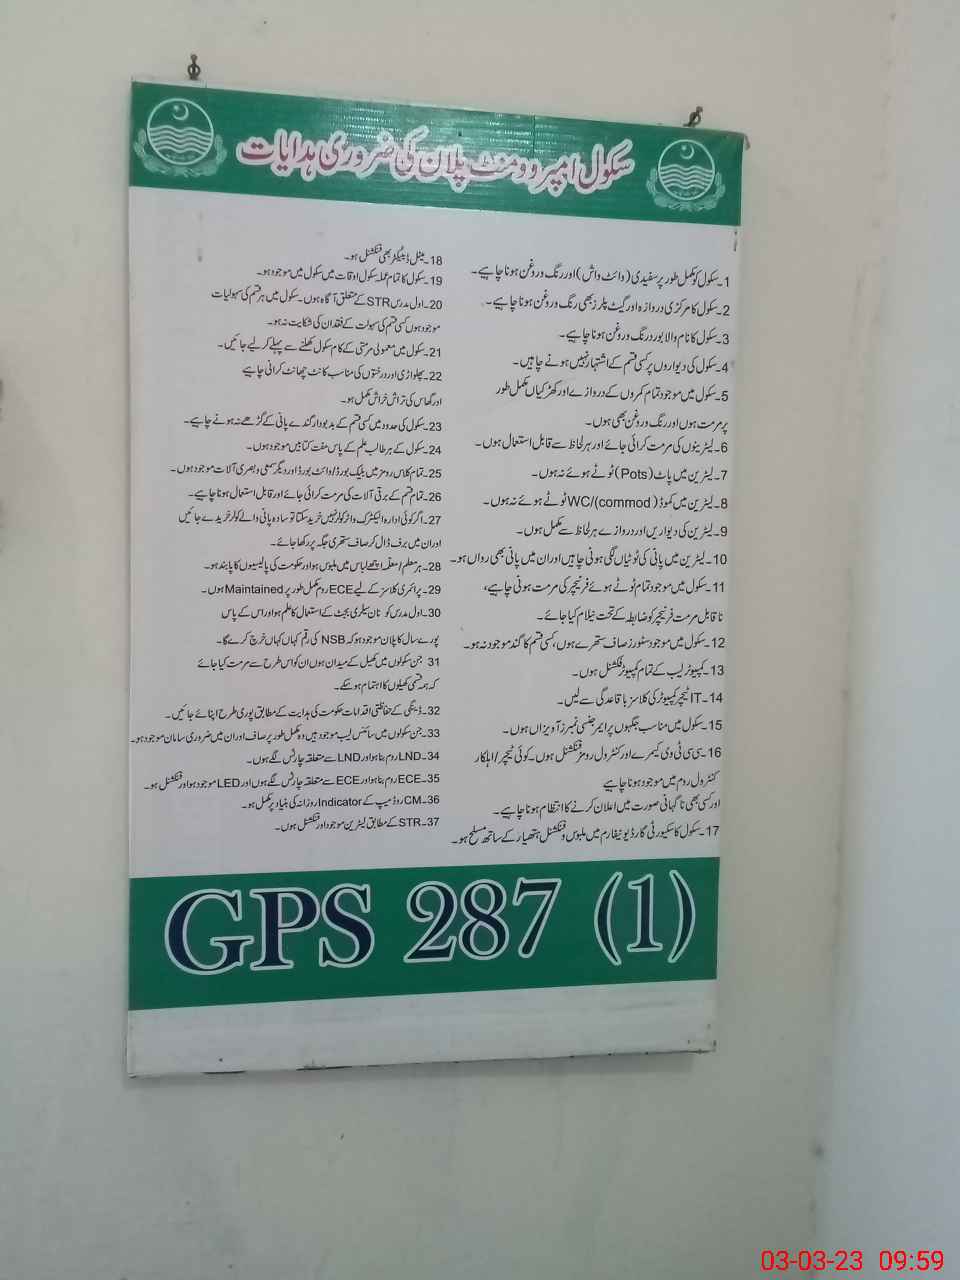 سکول امپروومنٹ پلان کی ضروری ہدایات
1۔ سکول کو مکمل طور پر سفیدی (وائٹ واش) اور رنگ و روغن ہونا چاہیے۔
2۔ سکول کا مرکزی دروازہ اور گیٹ پلرز بھی رنگ و روغن ہونا چاہیے۔
3۔ سکول کا نام والا بورد رنگ و روغن ہونا چاہیے۔
4۔ سکول کی دیواروں پر کسی قسم کے اشتہار نہیں ہونے چاہیں۔
5۔ سکول میں موجود تمام کمروں کے دروازے اور کھڑکیاں مکمل طور
پر مرمت ہوں اور رنگ و روغن بھی ہوں۔
6۔ لیٹرینوں کی مرمت کرائی جائے اور ہر لحاظ سے قابل استعمال ہوں۔
7۔ لیٹرین میں پاٹ (Pots) ٹوٹے ہوئے نہ ہوں۔
8۔ لیٹرین میں کموڈ (commod)/WC ٹوٹے ہوئے نہ ہوں۔
9۔ لیٹرین کی دیواریں اور دروازے ہر لحاظ سے مکمل ہوں۔
10۔ لیٹرین میں پانی کی ٹوٹیاں لگی ہونی چاہیں اور ان میں پانی بھی رواں ہو۔
11۔ سکول میں موجود تمام ٹوٹے ہوئے فرنیچر کی مرمت ہونی چاہیے،
ناقابل مرمت فرنیچر کو ضابطہ کے تحت نیلام کیا جائے۔
12۔ سکول میں موجود سٹورز صاف ستھرے ہوں، کسی قسم کا گند موجود نہ ہو۔
13۔ کمپیوٹر لیب کے تمام کمپیوٹر فنکشنل ہوں۔
14۔ IT ٹیچر کمپیوٹر کی کلاسز باقاعدگی سے لیں۔
15۔ سکول میں مناسب جگہوں پر ایمرجنسی نمبرز آویزاں ہوں۔
16۔ سی سی ٹی وی کیمرے اور کنٹرول رومز فنکشنل ہوں۔ کوئی ٹیچر/اہلکار
کنٹرول روم میں موجود ہونا چاہیے
اور کسی بھی ناگہانی صورت میں اعلان کرنے کا انتظام ہونا چاہیے۔
17۔ سکول کا سکیورٹی گارڈ یونیفارم میں ملبوس و فنکشنل ہتھیار کے ساتھ مسلح ہو۔
18۔ میٹل ڈیٹیکٹر بھی فنکشنل ہو۔
19۔ سکول کا تمام عملہ سکول اوقات میں سکول میں موجود ہو۔
20۔ اول مدرس STR کے متعلق آگاہ ہوں۔ سکول میں ہر قسم کی سہولیات
موجود ہوں کسی قسم کی سہولت کے فقدان کی شکایت نہ ہو۔
21۔ سکول میں معمولی مرمتی کے کام سکول کھلنے سے پہلے کر لیے جائیں۔
22۔ پھلواڑی اور درختوں کی مناسب کانٹ چھانٹ کرانی چاہیے
اور گھاس کی تراش خراش مکمل ہو۔
23۔ سکول کی حدود میں کسی قسم کے بدبودار گندے پانی کے گڑھے نہ ہونے چاہیے۔
24۔ سکول کے ہر طالب علم کے پاس مفت کتابیں موجود ہوں۔
25۔ تمام کلاس رومز میں بلیک بورڈ/وائٹ بورڈ اور دیگر سمعی و بصری آلات موجود ہوں۔
26۔ تمام قسم کے برقی آلات کی مرمت کرائی جائے اور قابل استعمال ہونا چاہیے۔
27۔ اگر کوئی ادارہ الیکٹرک واٹر کولر نہیں خرید سکتا تو سادہ پانی والے کولر خریدے جائیں
اور ان میں برف ڈال کر صاف ستھری جگہ پر رکھا جائے۔
28۔ ہر معلم/معلمہ اچھے لباس میں ملبوس ہو اور حکومت کی پالیسیوں کا پابند ہو۔
29۔ پرائمری کلاسز کے لیے ECE روم مکمل طور پر Maintained ہوں۔
30۔ اول مدرس کو نان سیلری بجٹ کے استعمال کا علم ہو اور اس کے پاس
پورے سال کا پلان موجود ہو کہ NSB کی رقم کہاں کہاں خرچ کرے گا۔
31 جن سکولوں میں کھیل کے میدان ہوں ان کو اس طرح سے مرمت کیا جائے
کہ ہمہ قسمی کھیلوں کا اہتمام ہو سکے۔
32۔ ڈینگی کے حفاظتی اقدامات حکومت کی ہدایت کے مطابق پوری طرح اپنائے جائیں۔
33۔ جن سکولوں میں سائنس لیب موجود ہیں وہ مکمل طور پر صاف اور ان میں ضروری سامان موجود ہو۔
34۔ LND روم بنا ہو اور LND سے متعلقہ چارٹس لگے ہوں۔
35۔ ECE روم بنا ہو اور ECE سے متعلقہ چارٹس لگے ہوں اور LED موجود ہو اور فنکشنل ہو۔
36۔ CM روڈ میپ کے Indicator روزانہ کی بنیاد پر مکمل ہو۔
37۔ STR کے مطابق لیٹرین موجود اور فنکشنل ہوں۔
GPS 287 (1)
03-03-23 09:59